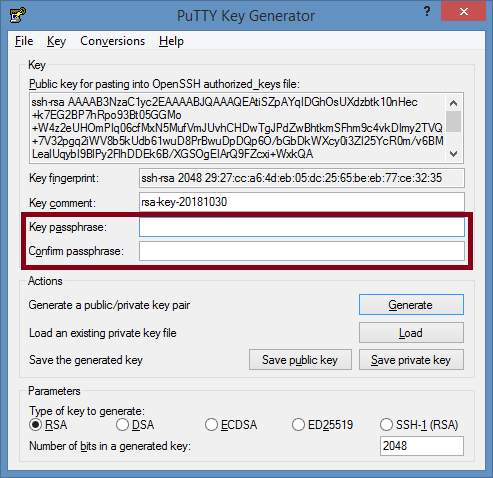 PuTTY Key Generator
?
File Key Conversions Help
Key
Public key for pasting into OpenSSH authorized_keys file:
ssh-rsa AAAAB3NzaC1yc2EAAAABJQAAAQEAtiSZpAYqIDGhOsUXdzbtk10nHec
+k7EG2BP7hRpo93Bt05GGMo
+W4z2eUHOmPIq06cfMxN5MufVmJUvhCHDwTgJPdZwBhtkmSFhm9c4vkDlmy2TVQ
+7V32pgq2iWV8b5kUdb61wuD8PrBwuDpDQp6O/bGbDkWXcy0i3ZI25YcR0m/v6BM
LealUqybI9BlPy2FlhDDEk6B/XGSOgEIArQ9FZcxi+WxkQA
Key fingerprint: ssh-rsa 2048 29:27:cc:a6:4d:eb:05:dc:25:65:be:eb:77:ce:32:35
Key comment: rsa-key-20181030
Key passphrase:
Confirm passphrase:
Actions
Generate a public/private key pair Generate
Load an existing private key file Load
Save the generated key Save public key Save private key
Parameters
Type of key to generate:
RSA DSA ECDSA ED25519 SSH-1 (RSA)
Number of bits in a generated key: 2048